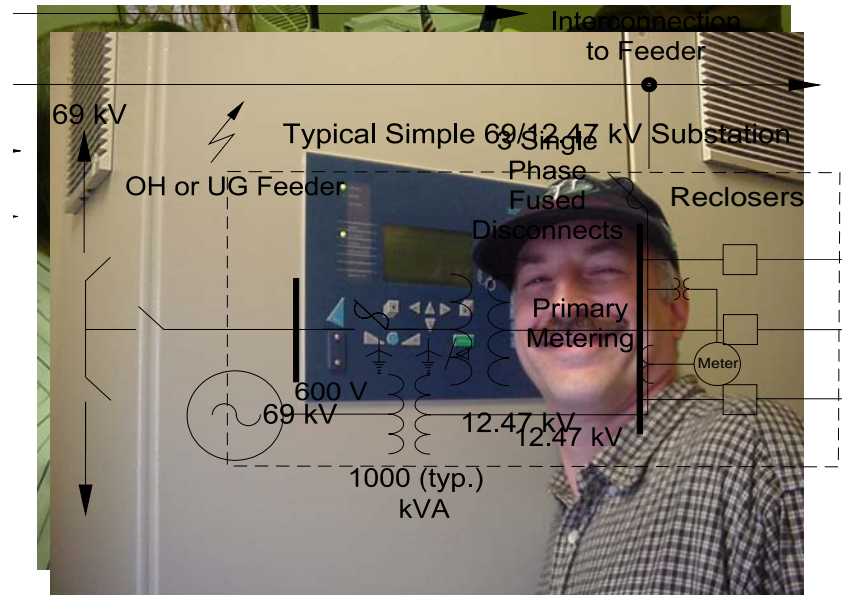 Interconnection
to Feeder
69 kV
Typical Simple 69/12.47 kV Substation
3 Single
Phase
Fused
Disconnects
OH or UG Feeder
Reclosers
Primary
Metering
Meter
600 V
69 kV
12.47 kV
12.47 kV
1000 (typ.)
kVA